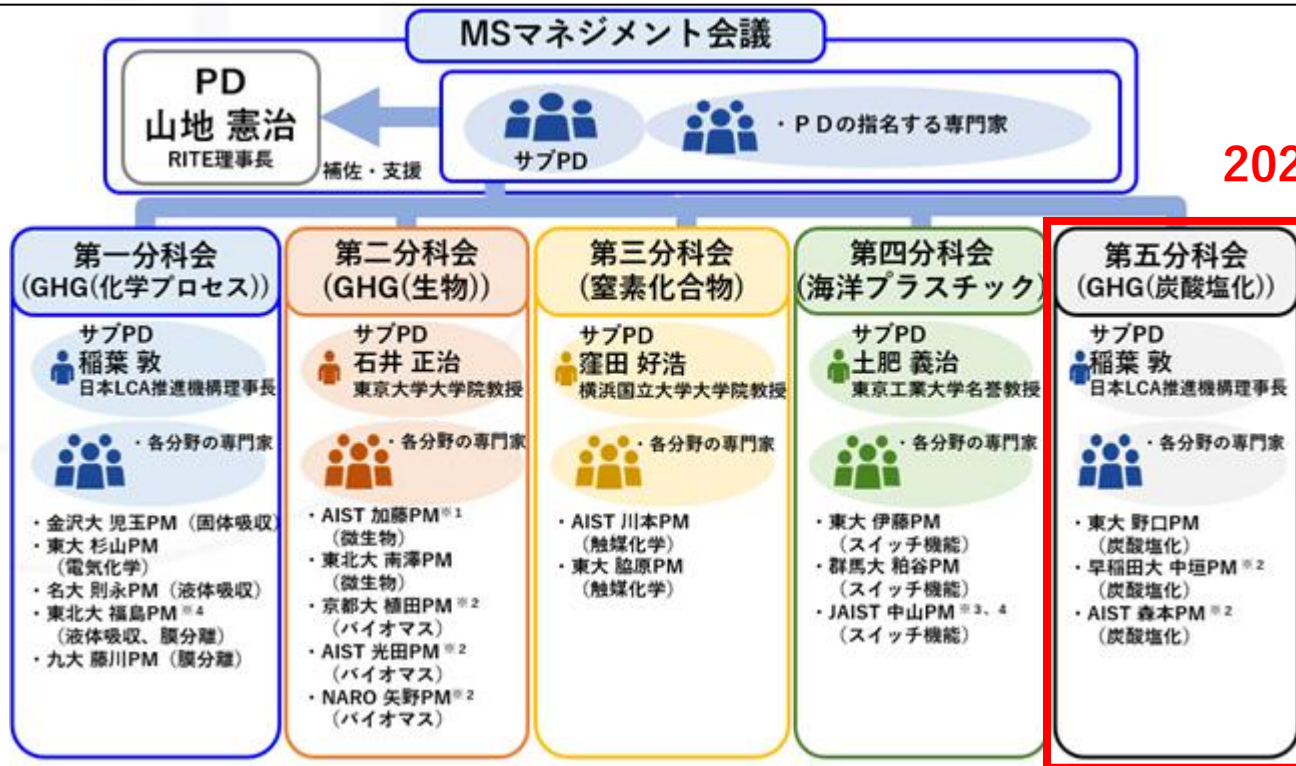 MSマネジメント会議
PD
山地 憲治
RITE理事長
補佐・支援
サブPD
・PDの指名する専門家
202
第一分科会
(GHG(化学プロセス))
サブPD
稲葉 敦
日本LCA推進機構理事長
・各分野の専門家
・金沢大 児玉PM（固体吸収）
・東大 杉山PM
（電気化学）
・名大 則永PM（液体吸収）
・東北大 福島PM※4
（液体吸収、膜分離）
・九大 藤川PM（膜分離）
第二分科会
(GHG(生物))
サブPD
石井 正治
東京大学大学院教授
・各分野の専門家
・AIST 加藤PM※1
（微生物）
・東北大 南澤PM
（微生物）
・京都大 植田PM※2
（バイオマス）
・AIST 光田PM※2
（バイオマス）
・NARO 矢野PM※2
（バイオマス）
第三分科会
(窒素化合物)
サブPD
窪田 好浩
横浜国立大学大学院教授
・各分野の専門家
・AIST 川本PM
（触媒化学）
・東大 脇原PM
（触媒化学）
第四分科会
(海洋プラスチック)
サブPD
土肥 義治
東京工業大学名誉教授
・各分野の専門家
・東大 伊藤PM
（スイッチ機能）
・群馬大 粕谷PM
（スイッチ機能）
・JAIST 中山PM※3、4
（スイッチ機能）
第五分科会
(GHG(炭酸塩化))
サブPD
稲葉 敦
日本LCA推進機構理事長
・各分野の専門家
・東大 野口PM
（炭酸塩化）
・早稲田大 中垣PM※2
（炭酸塩化）
・AIST 森本PM※2
（炭酸塩化）